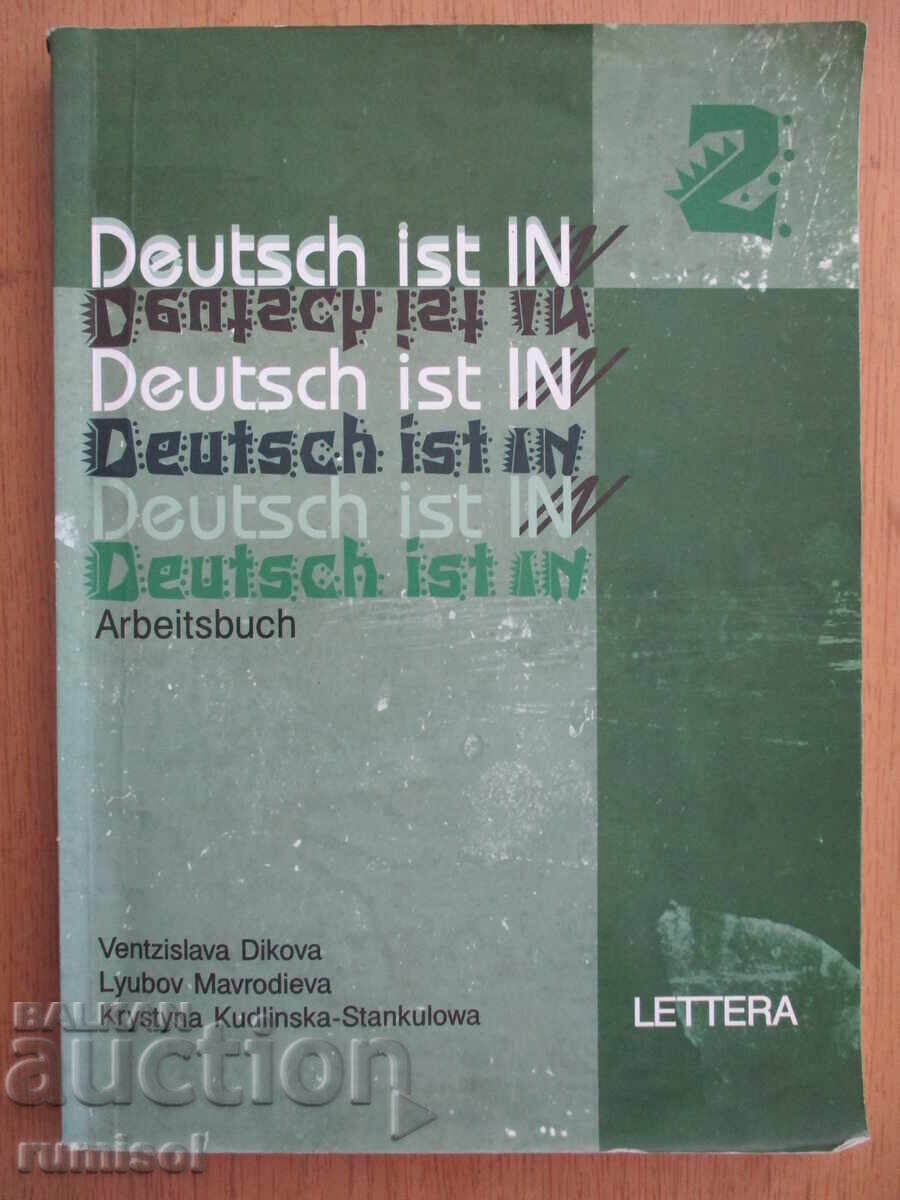 2
Deutsch ist IN
Deutsch ist IN
Deutsch ist IN
Deutsch ist IN
Deutsch ist IN
Deutsch ist IN
Arbeitsbuch
Ventzislava Dikova
Lyubov Mavrodieva
Krystyna Kudlinska-Stankulowa
LETTERA
BALKAN
auction
rumisol